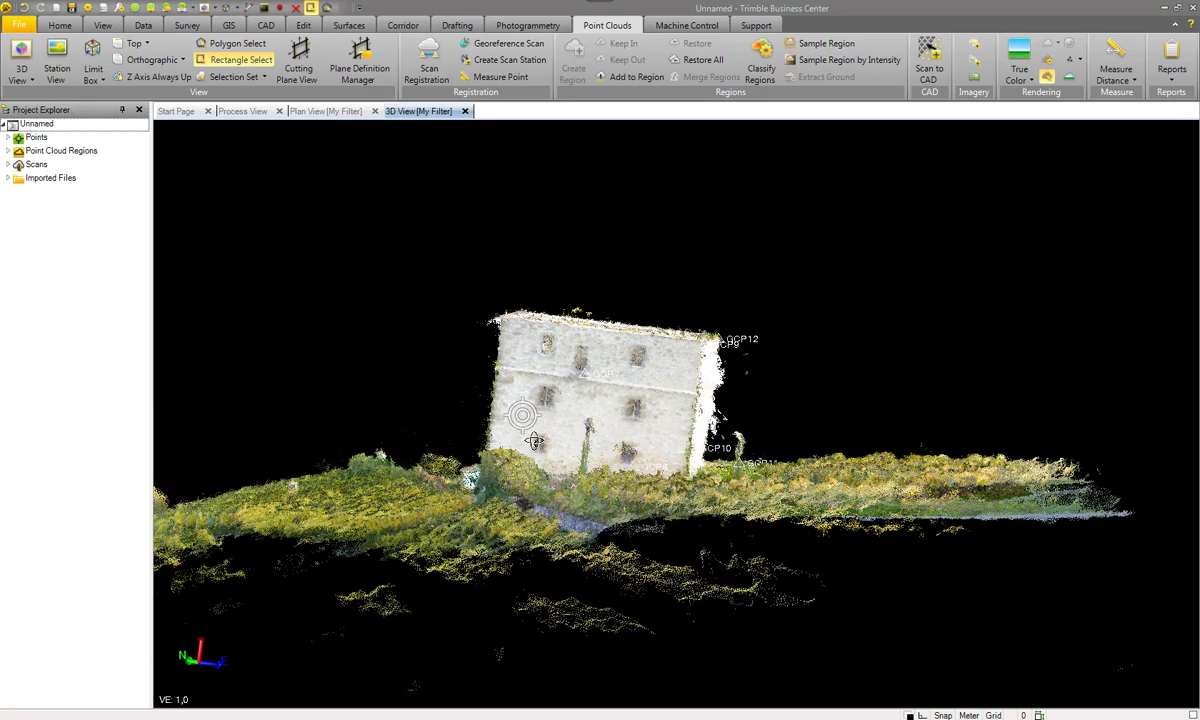 Unnamed - Trimble Business Center
File Home View Data Survey GIS CAD Edit Surfaces Corridor Drafting Photogrammetry Point Clouds Machine Control Support
3D View
Station View
Limit Box
Top
Orthographic
Z Axis Always Up
Polygon Select
Rectangle Select
Selection Set
Cutting Plane View
Plane Definition Manager
View
Scan Registration
Georeference Scan
Create Scan Station
Measure Point
Registration
Create Region
Keep In
Keep Out
Add to Region
Restore
Restore All
Merge Regions
Classify Regions
Sample Region
Sample Region by Intensity
Extract Ground
Regions
Scan to CAD
CAD
Imagery
True Color
Rendering
Measure Distance
Measure
Reports
Reports
Project Explorer
Start Page
Process View
Plan View [My Filter]
3D View [My Filter]
Unnamed
Points
Point Cloud Regions
Scans
Imported Files
GCP12
GCP10
N
E
VE: 1,0
Snap Meter Grid 0